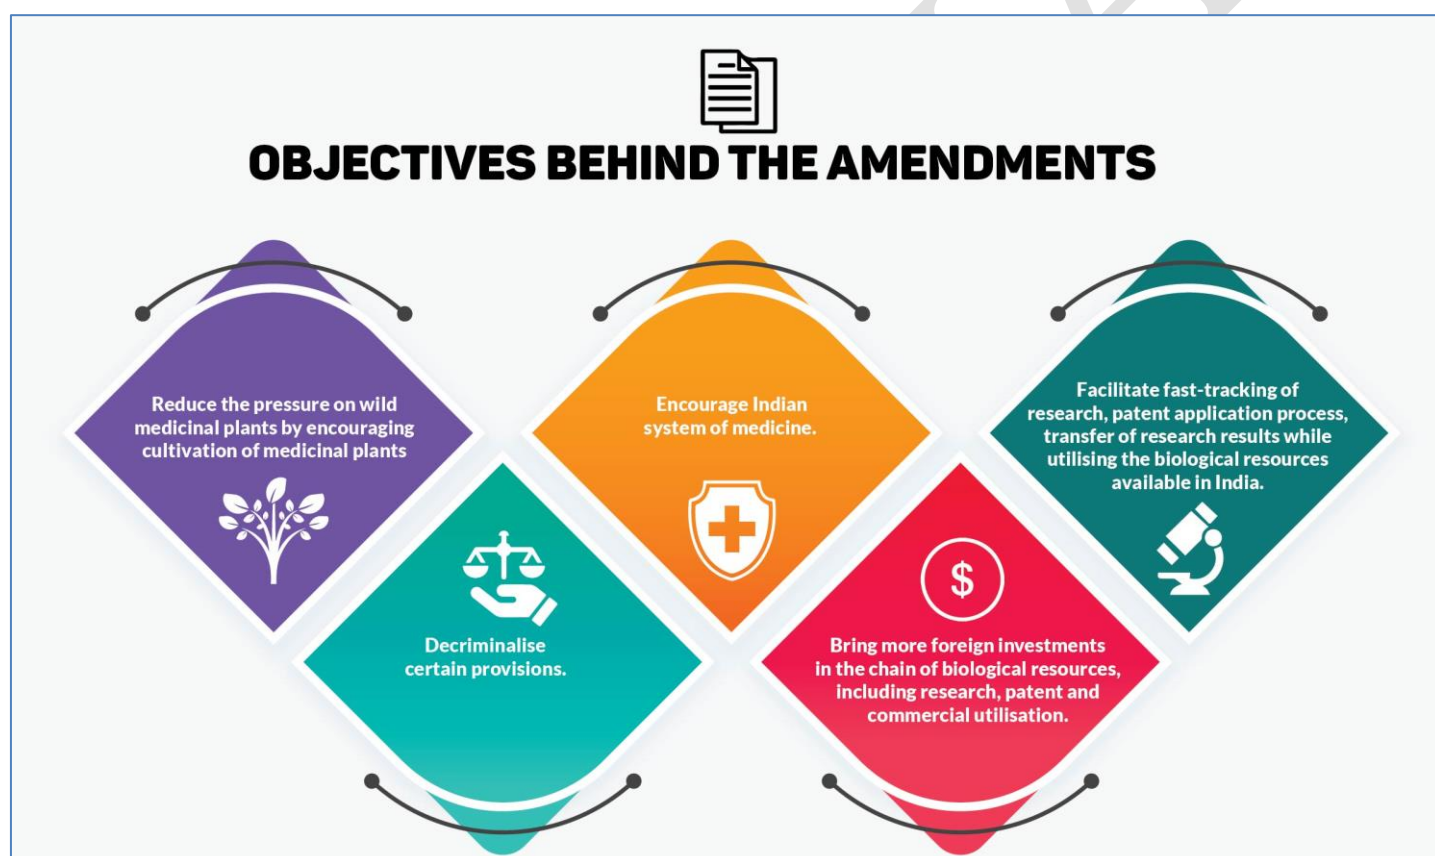 OBJECTIVES BEHIND THE AMENDMENTS
Reduce the pressure on wild
medicinal plants by encouraging
cultivation of medicinal plants
Decriminalise
certain provisions.
Encourage Indian
system of medicine.
$
Bring more foreign investments
in the chain of biological resources,
including research, patent and
commercial utilisation.
Facilitate fast-tracking of
research, patent application process,
transfer of research results while
utilising the biological resources
available in India.